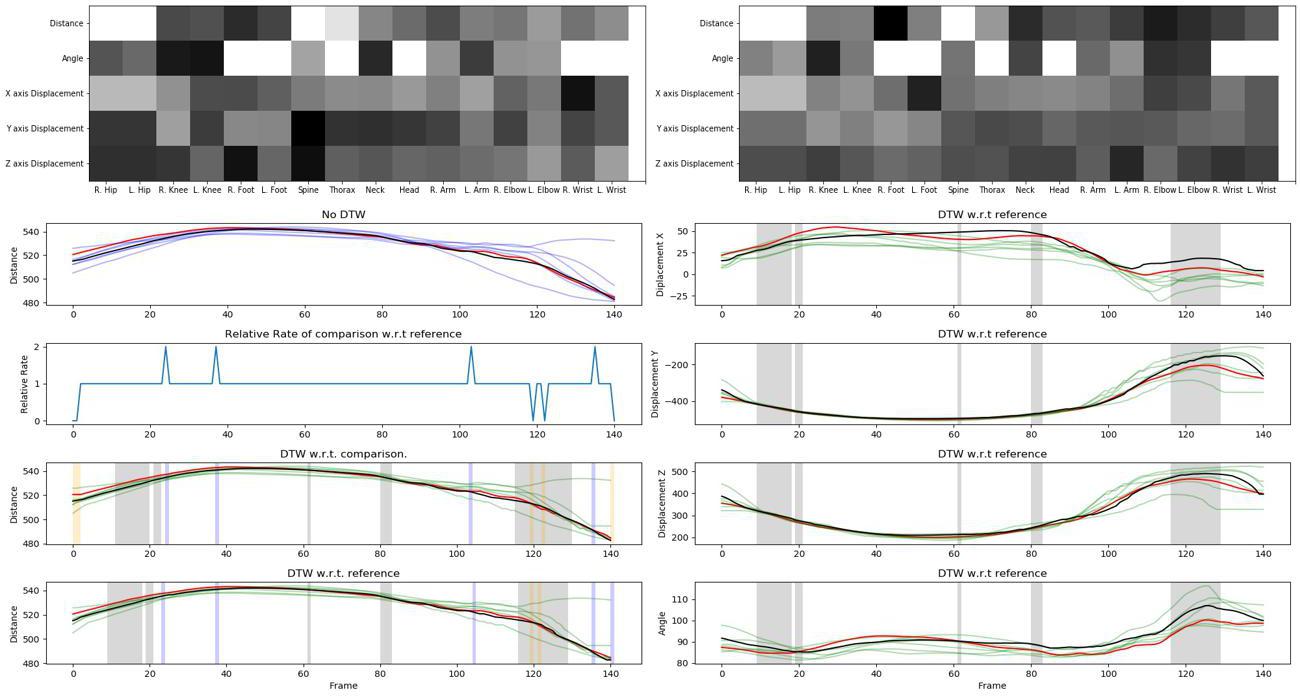 Distance
Angle
X axis Displacement
Y axis Displacement
Z axis Displacement
R. Hip L. Hip R. Knee L. Knee R. Foot L. Foot Spine Thorax Neck Head R. Arm L. Arm R. Elbow L. Elbow R. Wrist L. Wrist
Distance
Angle
X axis Displacement
Y axis Displacement
Z axis Displacement
R. Hip L. Hip R. Knee L. Knee R. Foot L. Foot Spine Thorax Neck Head R. Arm L. Arm R. Elbow L. Elbow R. Wrist L. Wrist
No DTW
Distance
540
520
500
480
0 20 40 60 80 100 120 140
Relative Rate of comparison w.r.t reference
Relative Rate
2
1
0
0 20 40 60 80 100 120 140
DTW w.r.t. comparison.
Distance
540
520
500
480
0 20 40 60 80 100 120 140
DTW w.r.t. reference
Distance
540
520
500
480
0 20 40 60 80 100 120 140
Frame
DTW w.r.t reference
Diplacement X
50
25
0
−25
0 20 40 60 80 100 120 140
DTW w.r.t reference
Displacement Y
−200
−400
0 20 40 60 80 100 120 140
DTW w.r.t reference
Displacement Z
500
400
300
200
0 20 40 60 80 100 120 140
DTW w.r.t reference
Angle
110
100
90
80
0 20 40 60 80 100 120 140
Frame